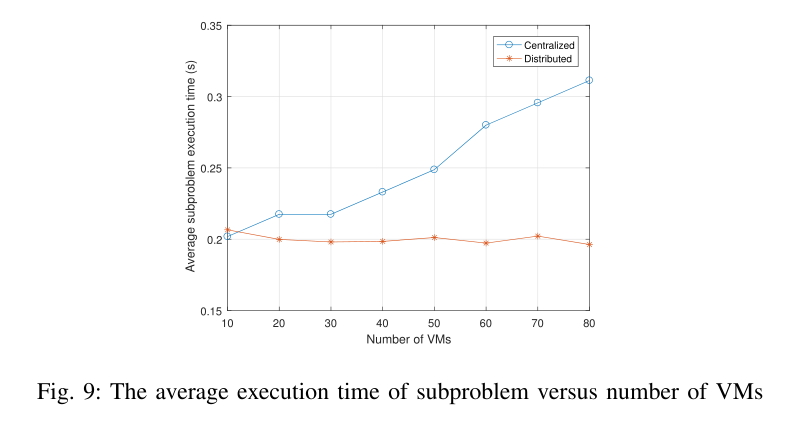 0.35
0.3
0.25
0.2
0.15
Average subproblem execution time (s)
Centralized
Distributed
10 20 30 40 50 60 70 80
Number of VMs
Fig. 9: The average execution time of subproblem versus number of VMs